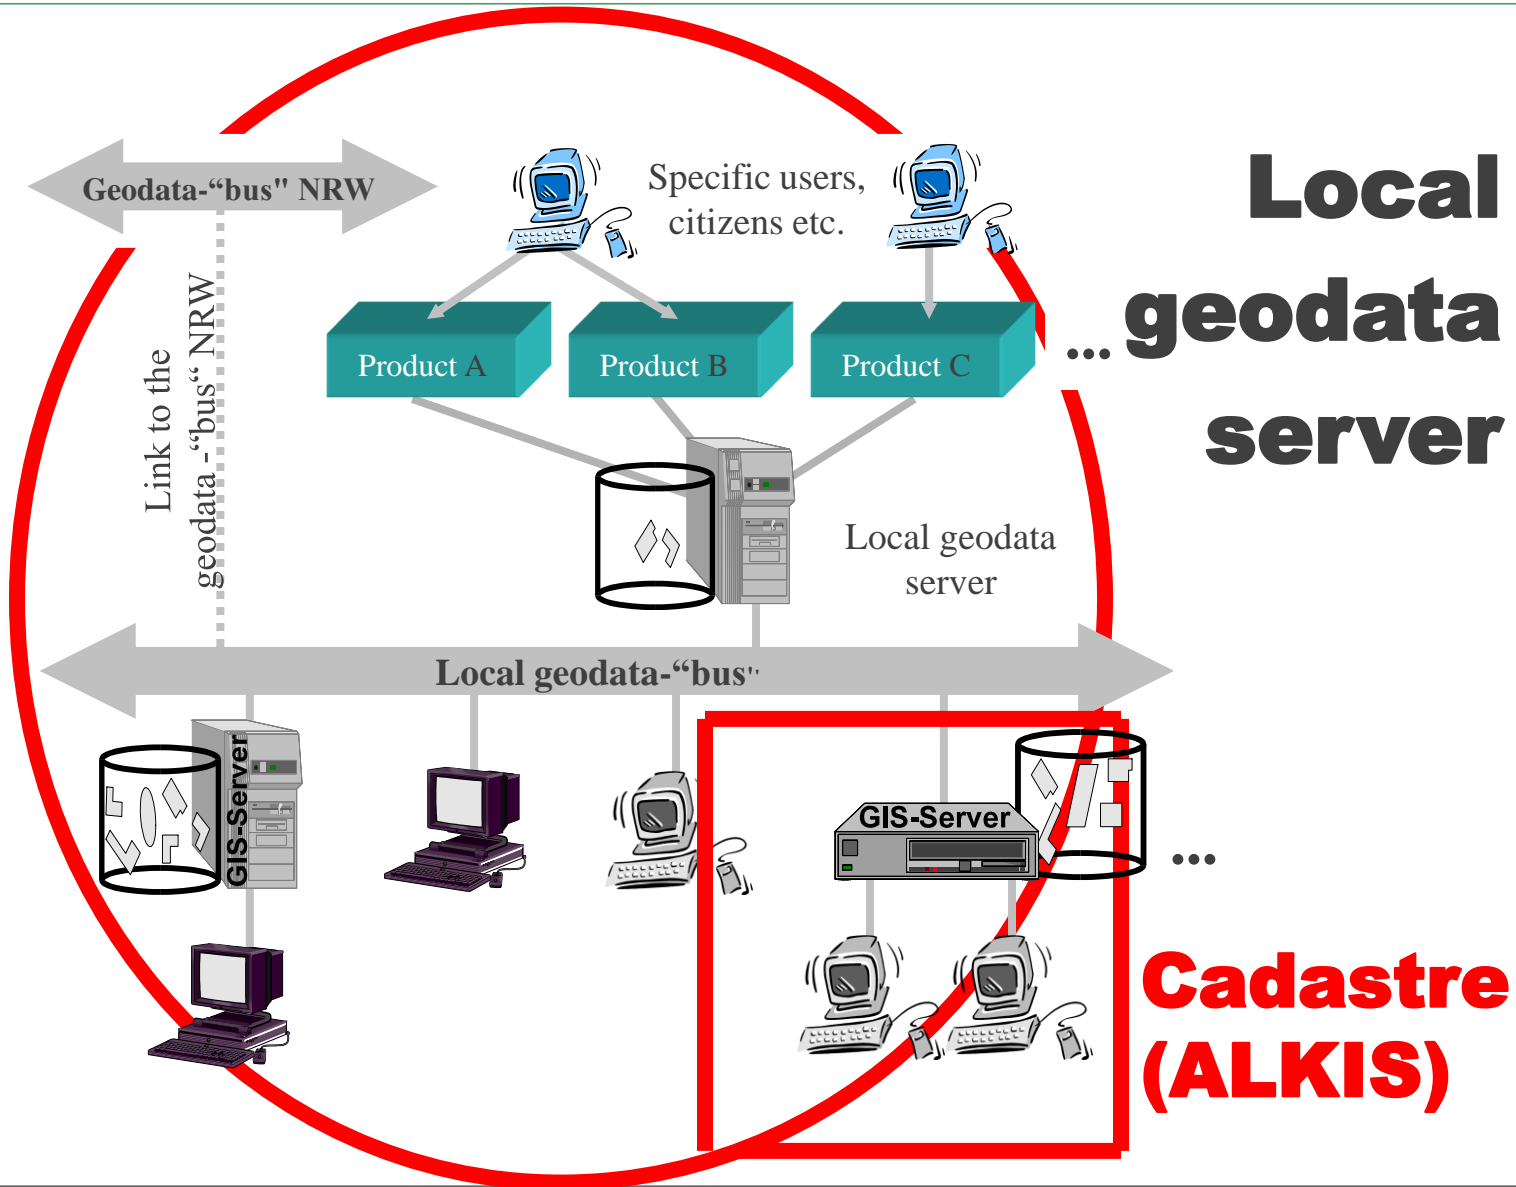 Local
geodata
server
Geodata-“bus" NRW
Specific users,
citizens etc.
Link to the
geodata -“bus“ NRW
Product A
Product B
Product C
...
Local geodata
server
Local geodata-“bus"
GIS-Server
GIS-Server
...
Cadastre
(ALKIS)